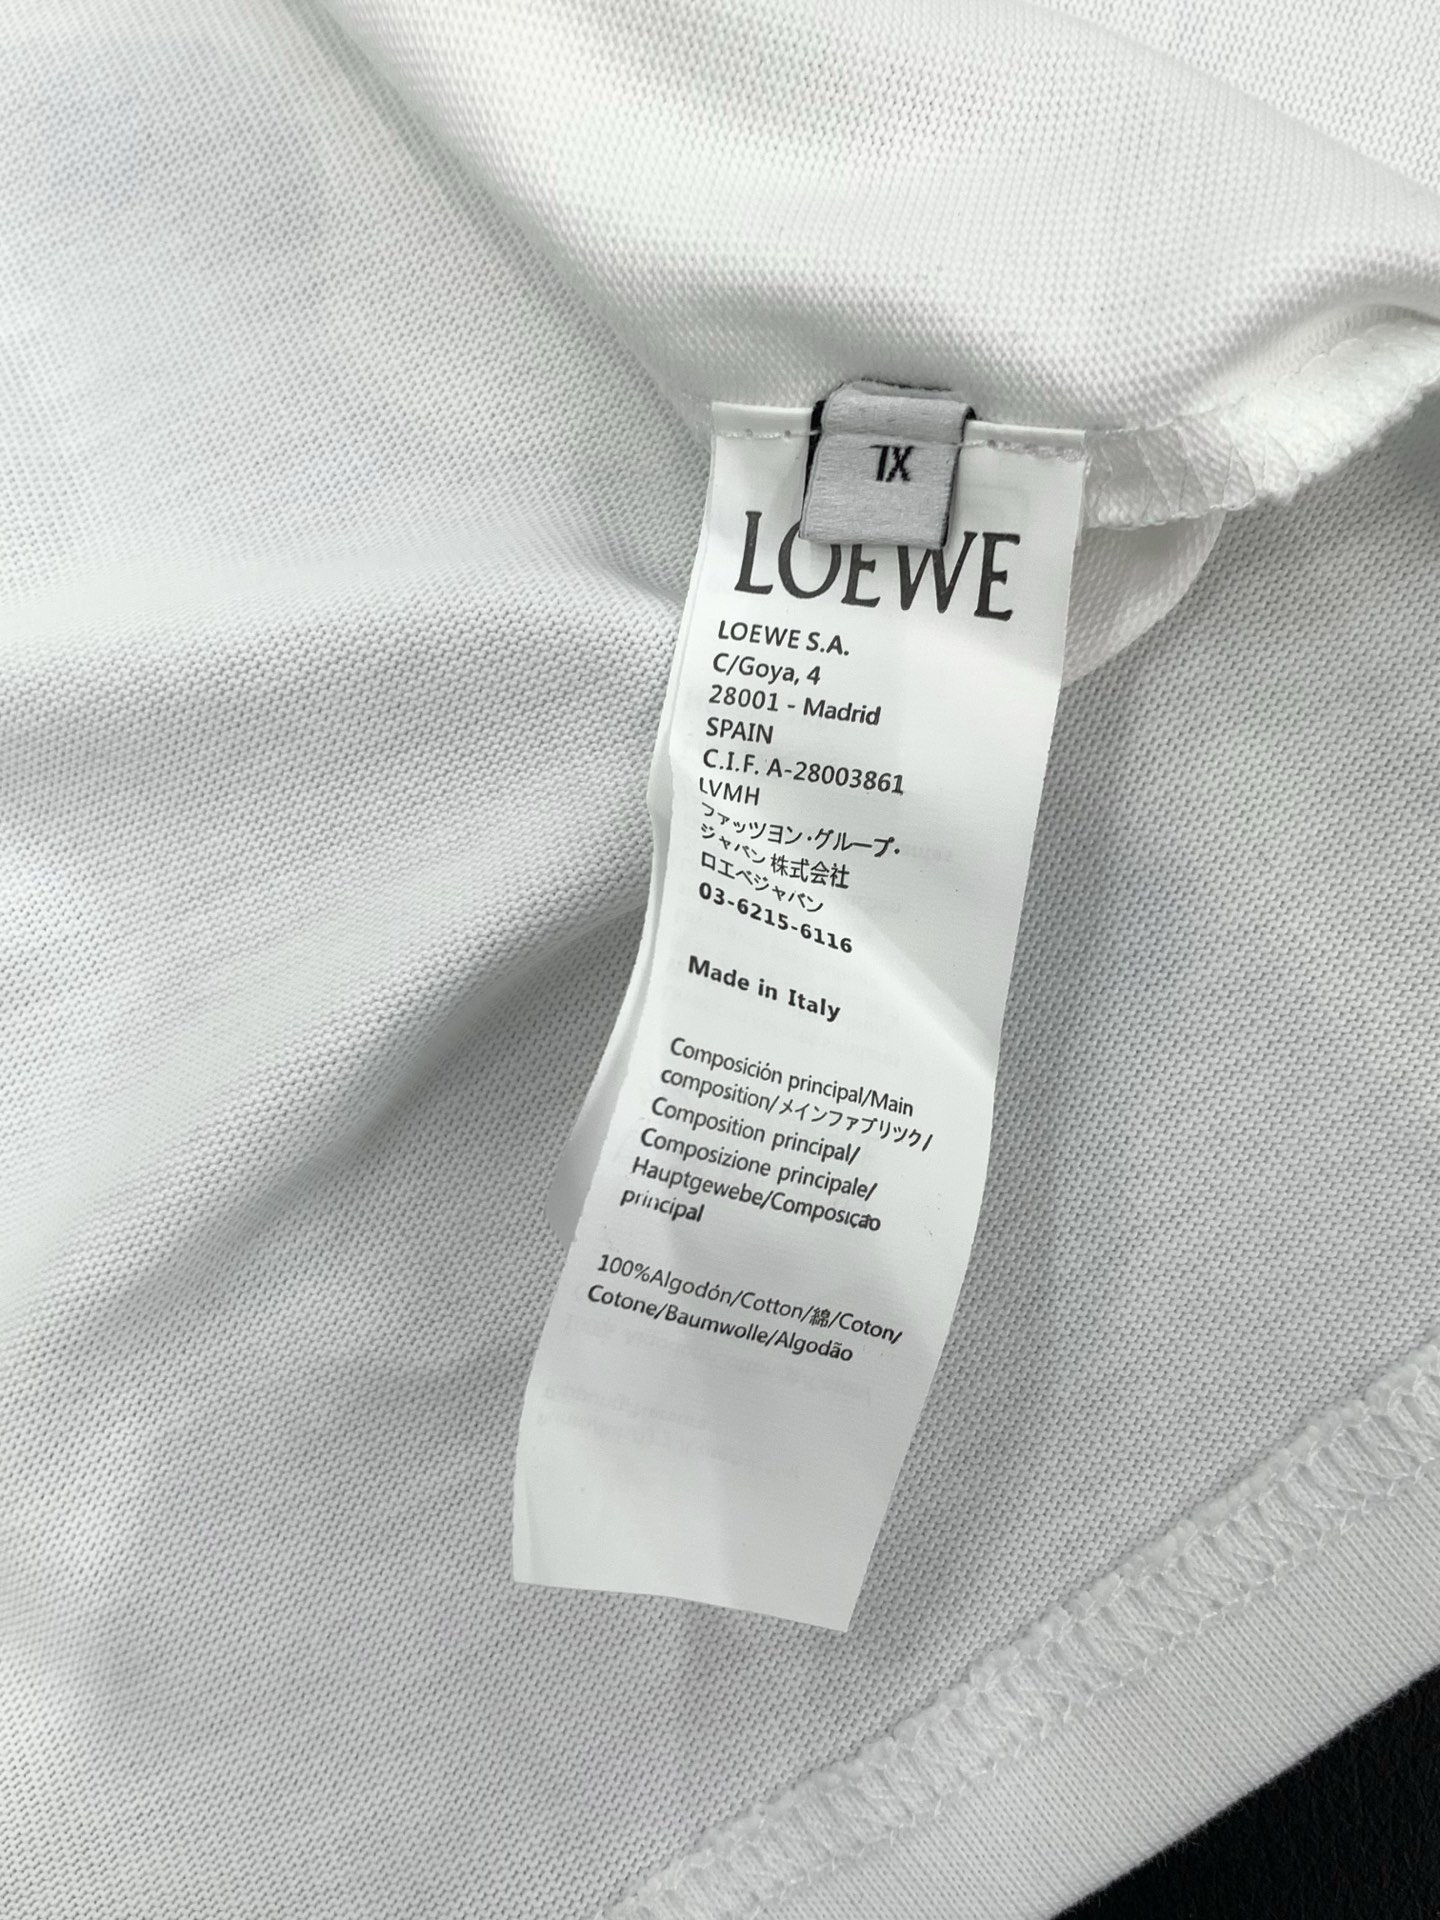 XL
LOEWE
LOEWE S.A.
C/Goya, 4
28001 - Madrid
SPAIN
C.I.F. A-28003861
LVMH
ファッツヨン・グループ・
ジャパン株式会社
ロエベジャパン
03-6215-6116
Made in Italy
Composición principal/Main
composition/メインファブリツク/
Composition principal/
Composizione principale/
Hauptgewebe/Composição
principal
100%Algodón/Cotton/綿/Coton/
Cotone/Baumwolle/Algodão